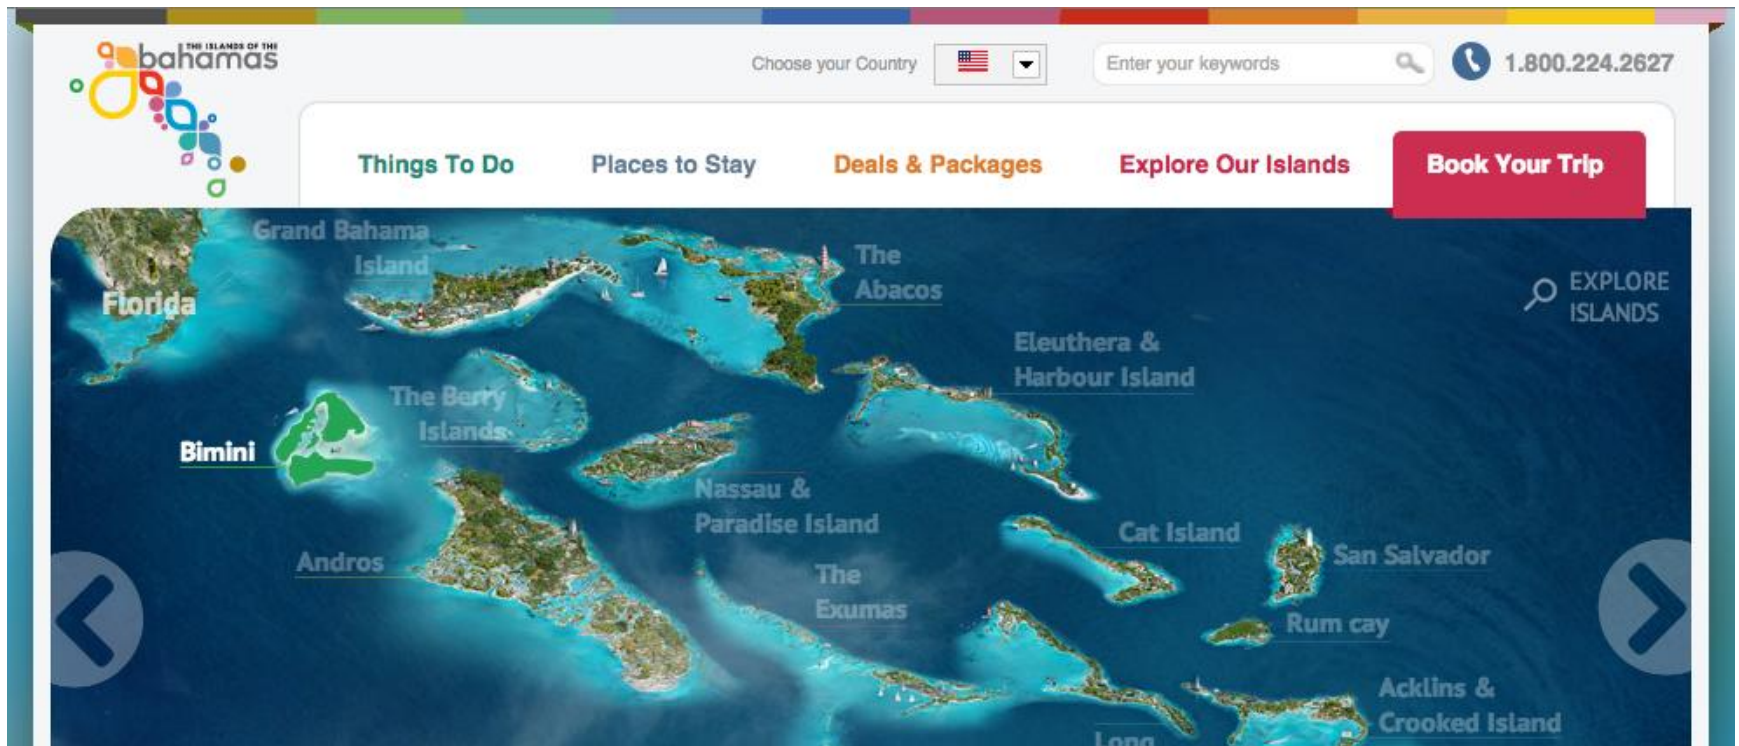 THE ISLANDS OF THE
bahamas
Choose your Country
Enter your keywords
1.800.224.2627
Things To Do
Places to Stay
Deals & Packages
Explore Our Islands
Book Your Trip
Grand Bahama
Island
The
Abacos
EXPLORE
ISLANDS
Florida
Eleuthera &
Harbour Island
The Berry
Islands
Bimini
Nassau &
Paradise Island
Cat Island
San Salvador
Andros
The
Exumas
Rum cay
Acklins &
Crooked Island
Long